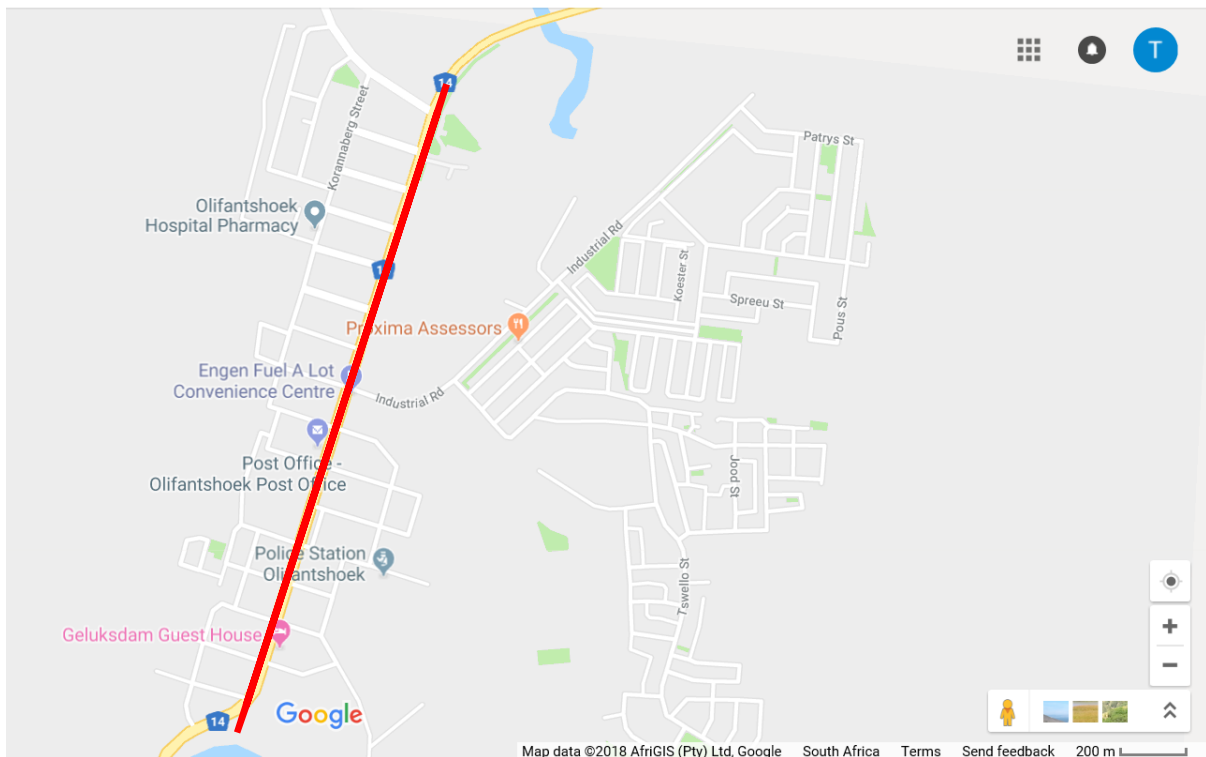 14
T
Korannaberg Street
Patrys St
Olifantshoek
Hospital Pharmacy
Industrial Rd
Koester St
Spreeu St
Pous St
Proxima Assessors
Engen Fuel A Lot
Convenience Centre
Industrial Rd
Post Office -
Olifantshoek Post Office
Jood St
Police Station
Olifantshoek
Tswello St
Geluksdam Guest House
14
Google
Map data ©2018 AfriGIS (Pty) Ltd, Google South Africa Terms Send feedback 200 m